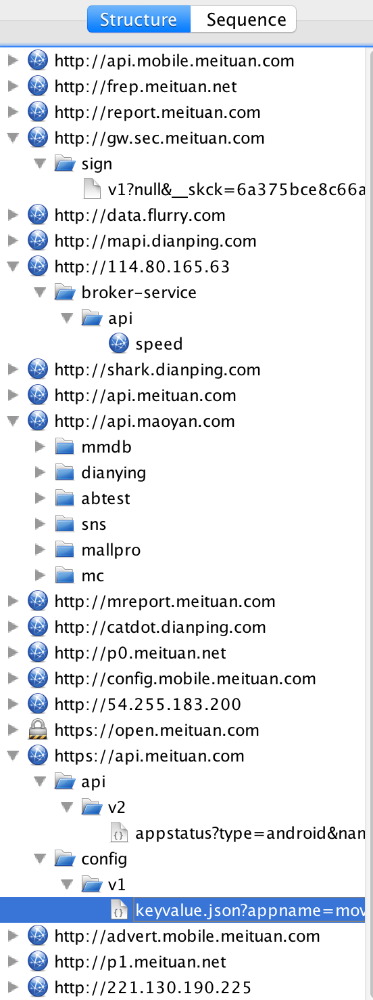 Structure Sequence
http://api.mobile.meituan.com
http://frep.meituan.net
http://report.meituan.com
http://gw.sec.meituan.com
sign
v1?null&__skck=6a375bce8c66a
http://data.flurry.com
http://mapi.dianping.com
http://114.80.165.63
broker-service
api
speed
http://shark.dianping.com
http://api.meituan.com
http://api.maoyan.com
mmdb
dianying
abtest
sns
mallpro
mc
http://mreport.meituan.com
http://catdot.dianping.com
http://p0.meituan.net
http://config.mobile.meituan.com
http://54.255.183.200
https://open.meituan.com
https://api.meituan.com
api
v2
{} appstatus?type=android&nan
config
v1
{} keyvalue.json?appname=mov
http://advert.mobile.meituan.com
http://p1.meituan.net
http://221.130.190.225